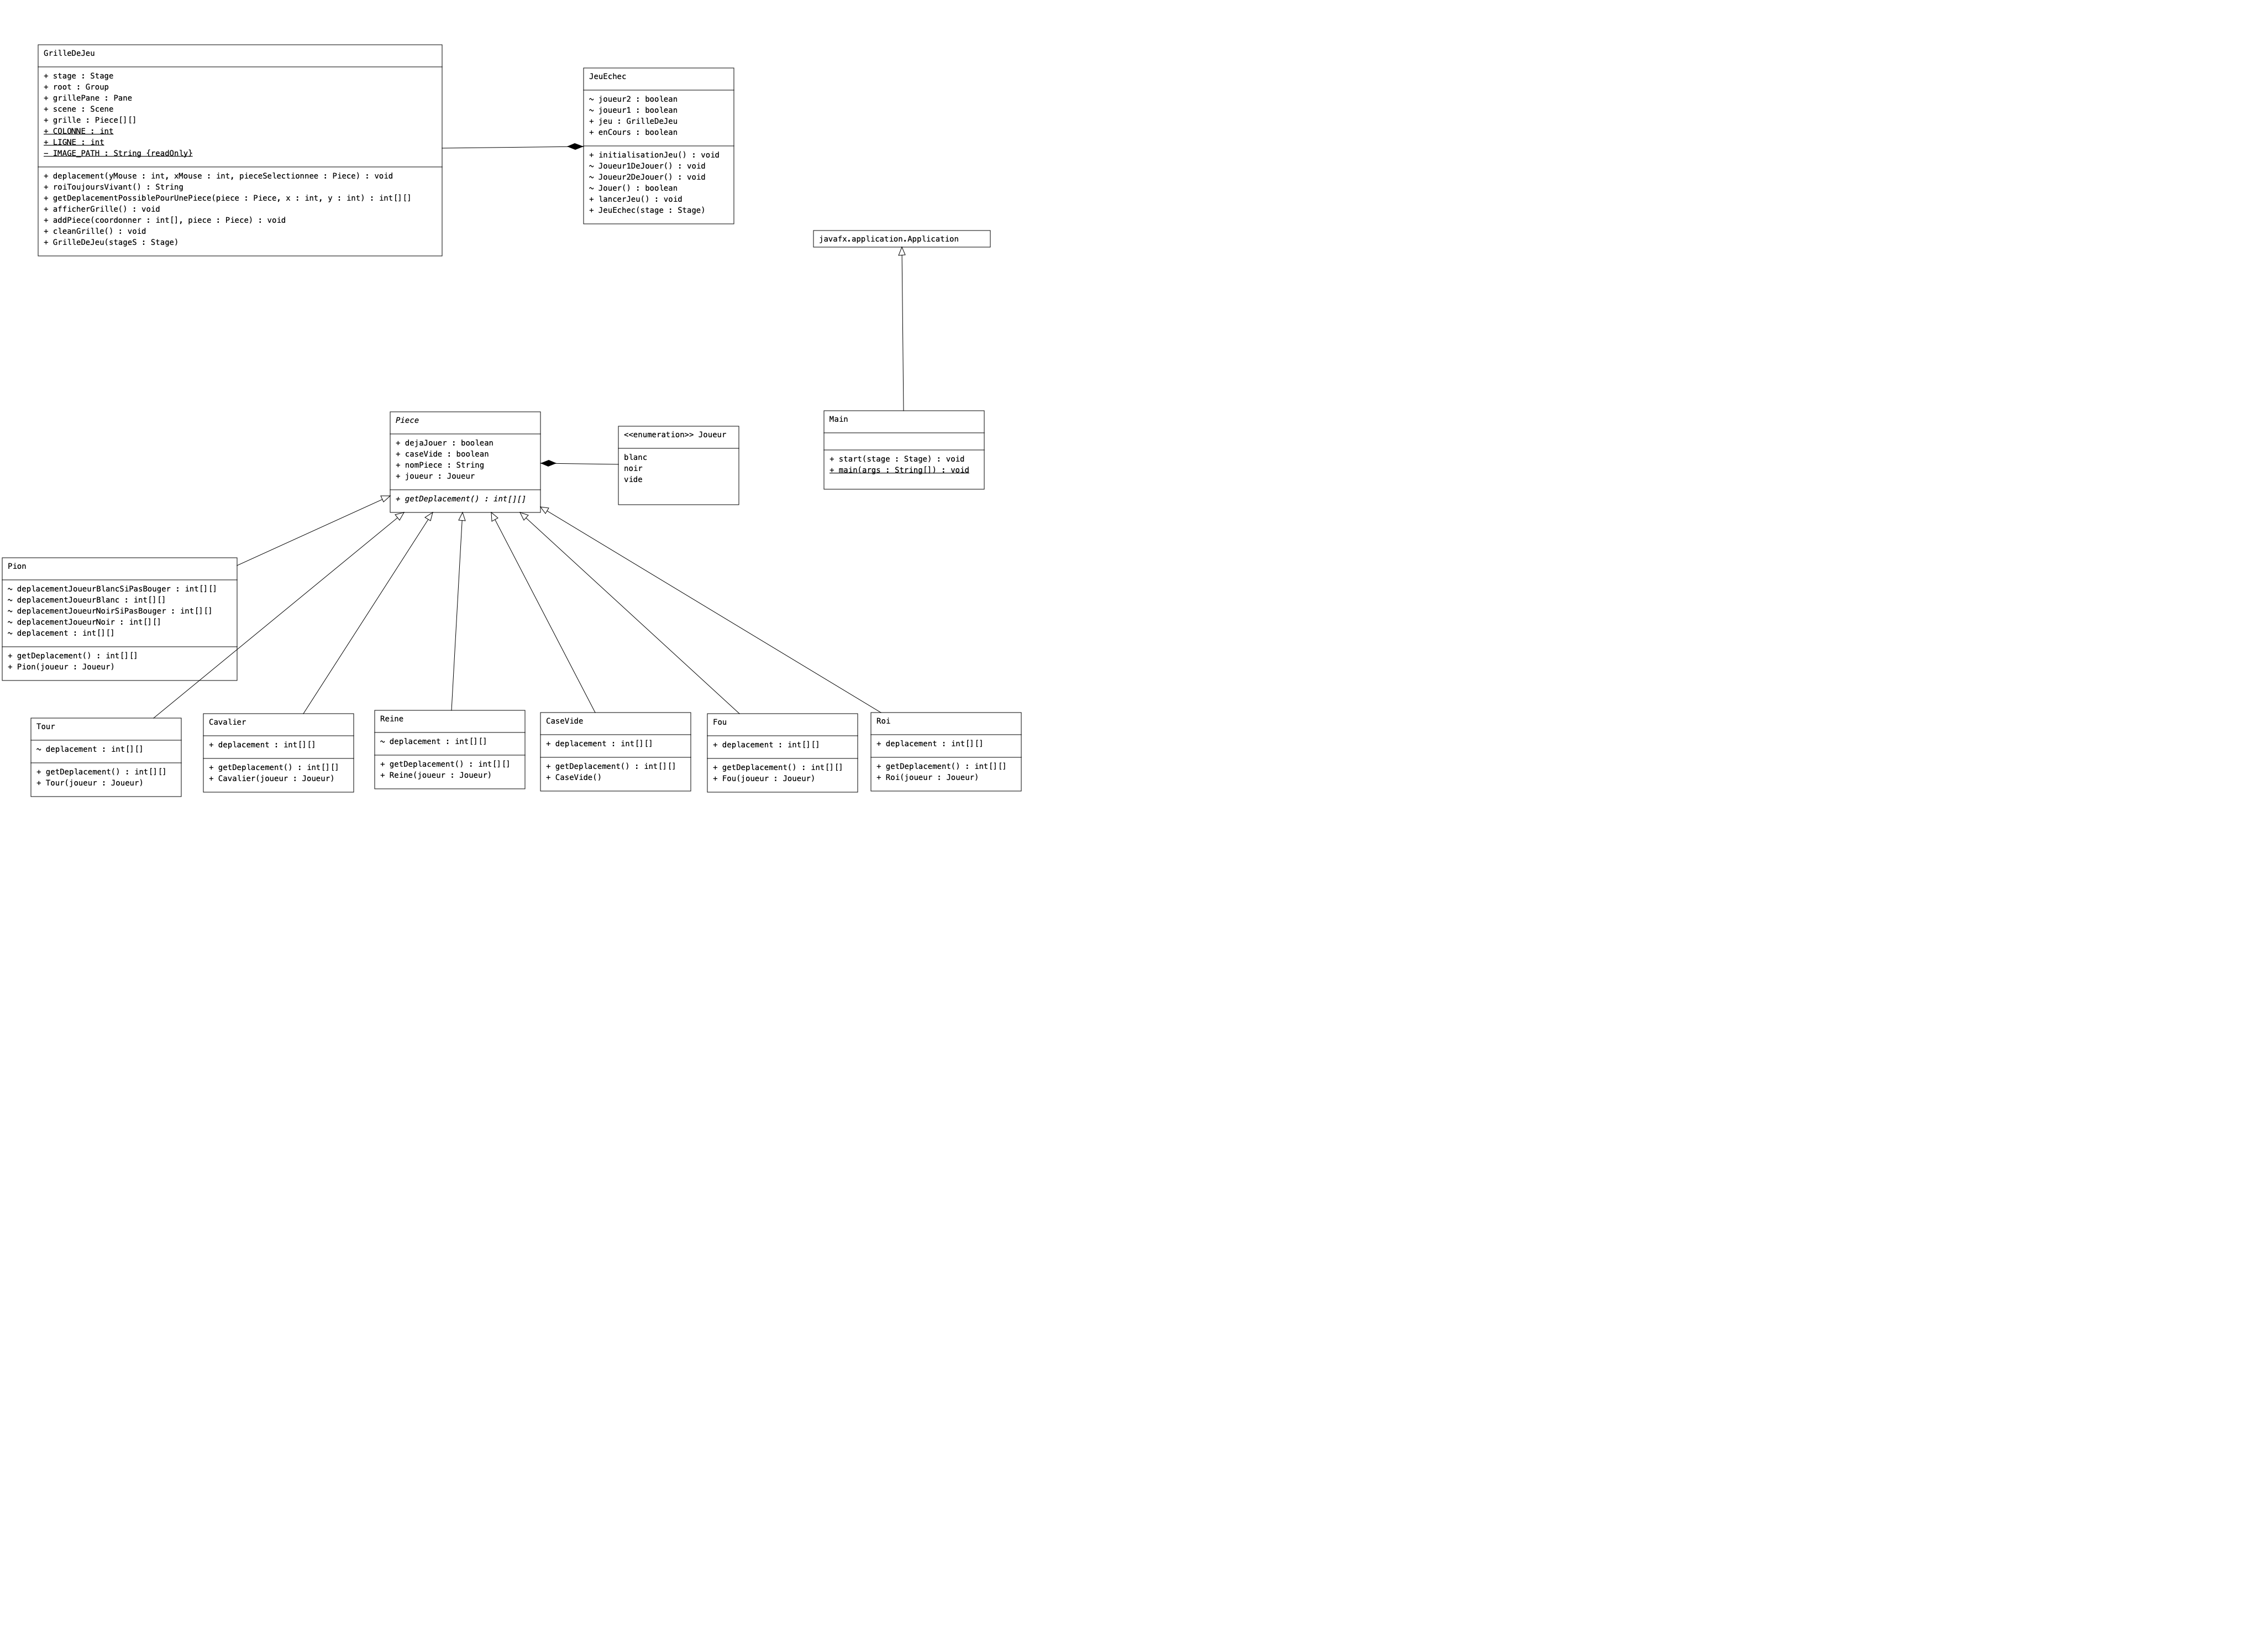 GrilleDeJeu
+ stage : Stage
+ root : Group
+ grillePane : Pane
+ scene : Scene
+ grille : Piece[][]
+ COLONNE : int
+ LIGNE : int
- IMAGE_PATH : String {readOnly}
+ deplacement(yMouse : int, xMouse : int, pieceSelectionnee : Piece) : void
+ roiToujoursVivant() : String
+ getDeplacementPossiblePourUnePiece(piece : Piece, x : int, y : int) : int[][]
+ afficherGrille() : void
+ addPiece(coordonner : int[], piece : Piece) : void
+ cleanGrille() : void
+ GrilleDeJeu(stageS : Stage)
JeuEchec
~ joueur2 : boolean
~ joueur1 : boolean
+ jeu : GrilleDeJeu
+ enCours : boolean
+ initialisationJeu() : void
~ Joueur1DeJouer() : void
~ Joueur2DeJouer() : void
~ Jouer() : boolean
+ lancerJeu() : void
+ JeuEchec(stage : Stage)
javafx.application.Application
Piece
+ dejaJouer : boolean
+ caseVide : boolean
+ nomPiece : String
+ joueur : Joueur
+ getDeplacement() : int[][]
<<enumeration>> Joueur
blanc
noir
vide
Main
+ start(stage : Stage) : void
+ main(args : String[]) : void
Pion
~ deplacementJoueurBlancSiPasBouger : int[][]
~ deplacementJoueurBlanc : int[][]
~ deplacementJoueurNoirSiPasBouger : int[][]
~ deplacementJoueurNoir : int[][]
~ deplacement : int[][]
+ getDeplacement() : int[][]
+ Pion(joueur : Joueur)
Tour
~ deplacement : int[][]
+ getDeplacement() : int[][]
+ Tour(joueur : Joueur)
Cavalier
+ deplacement : int[][]
+ getDeplacement() : int[][]
+ Cavalier(joueur : Joueur)
Reine
~ deplacement : int[][]
+ getDeplacement() : int[][]
+ Reine(joueur : Joueur)
CaseVide
+ deplacement : int[][]
+ getDeplacement() : int[][]
+ CaseVide()
Fou
+ deplacement : int[][]
+ getDeplacement() : int[][]
+ Fou(joueur : Joueur)
Roi
+ deplacement : int[][]
+ getDeplacement() : int[][]
+ Roi(joueur : Joueur)